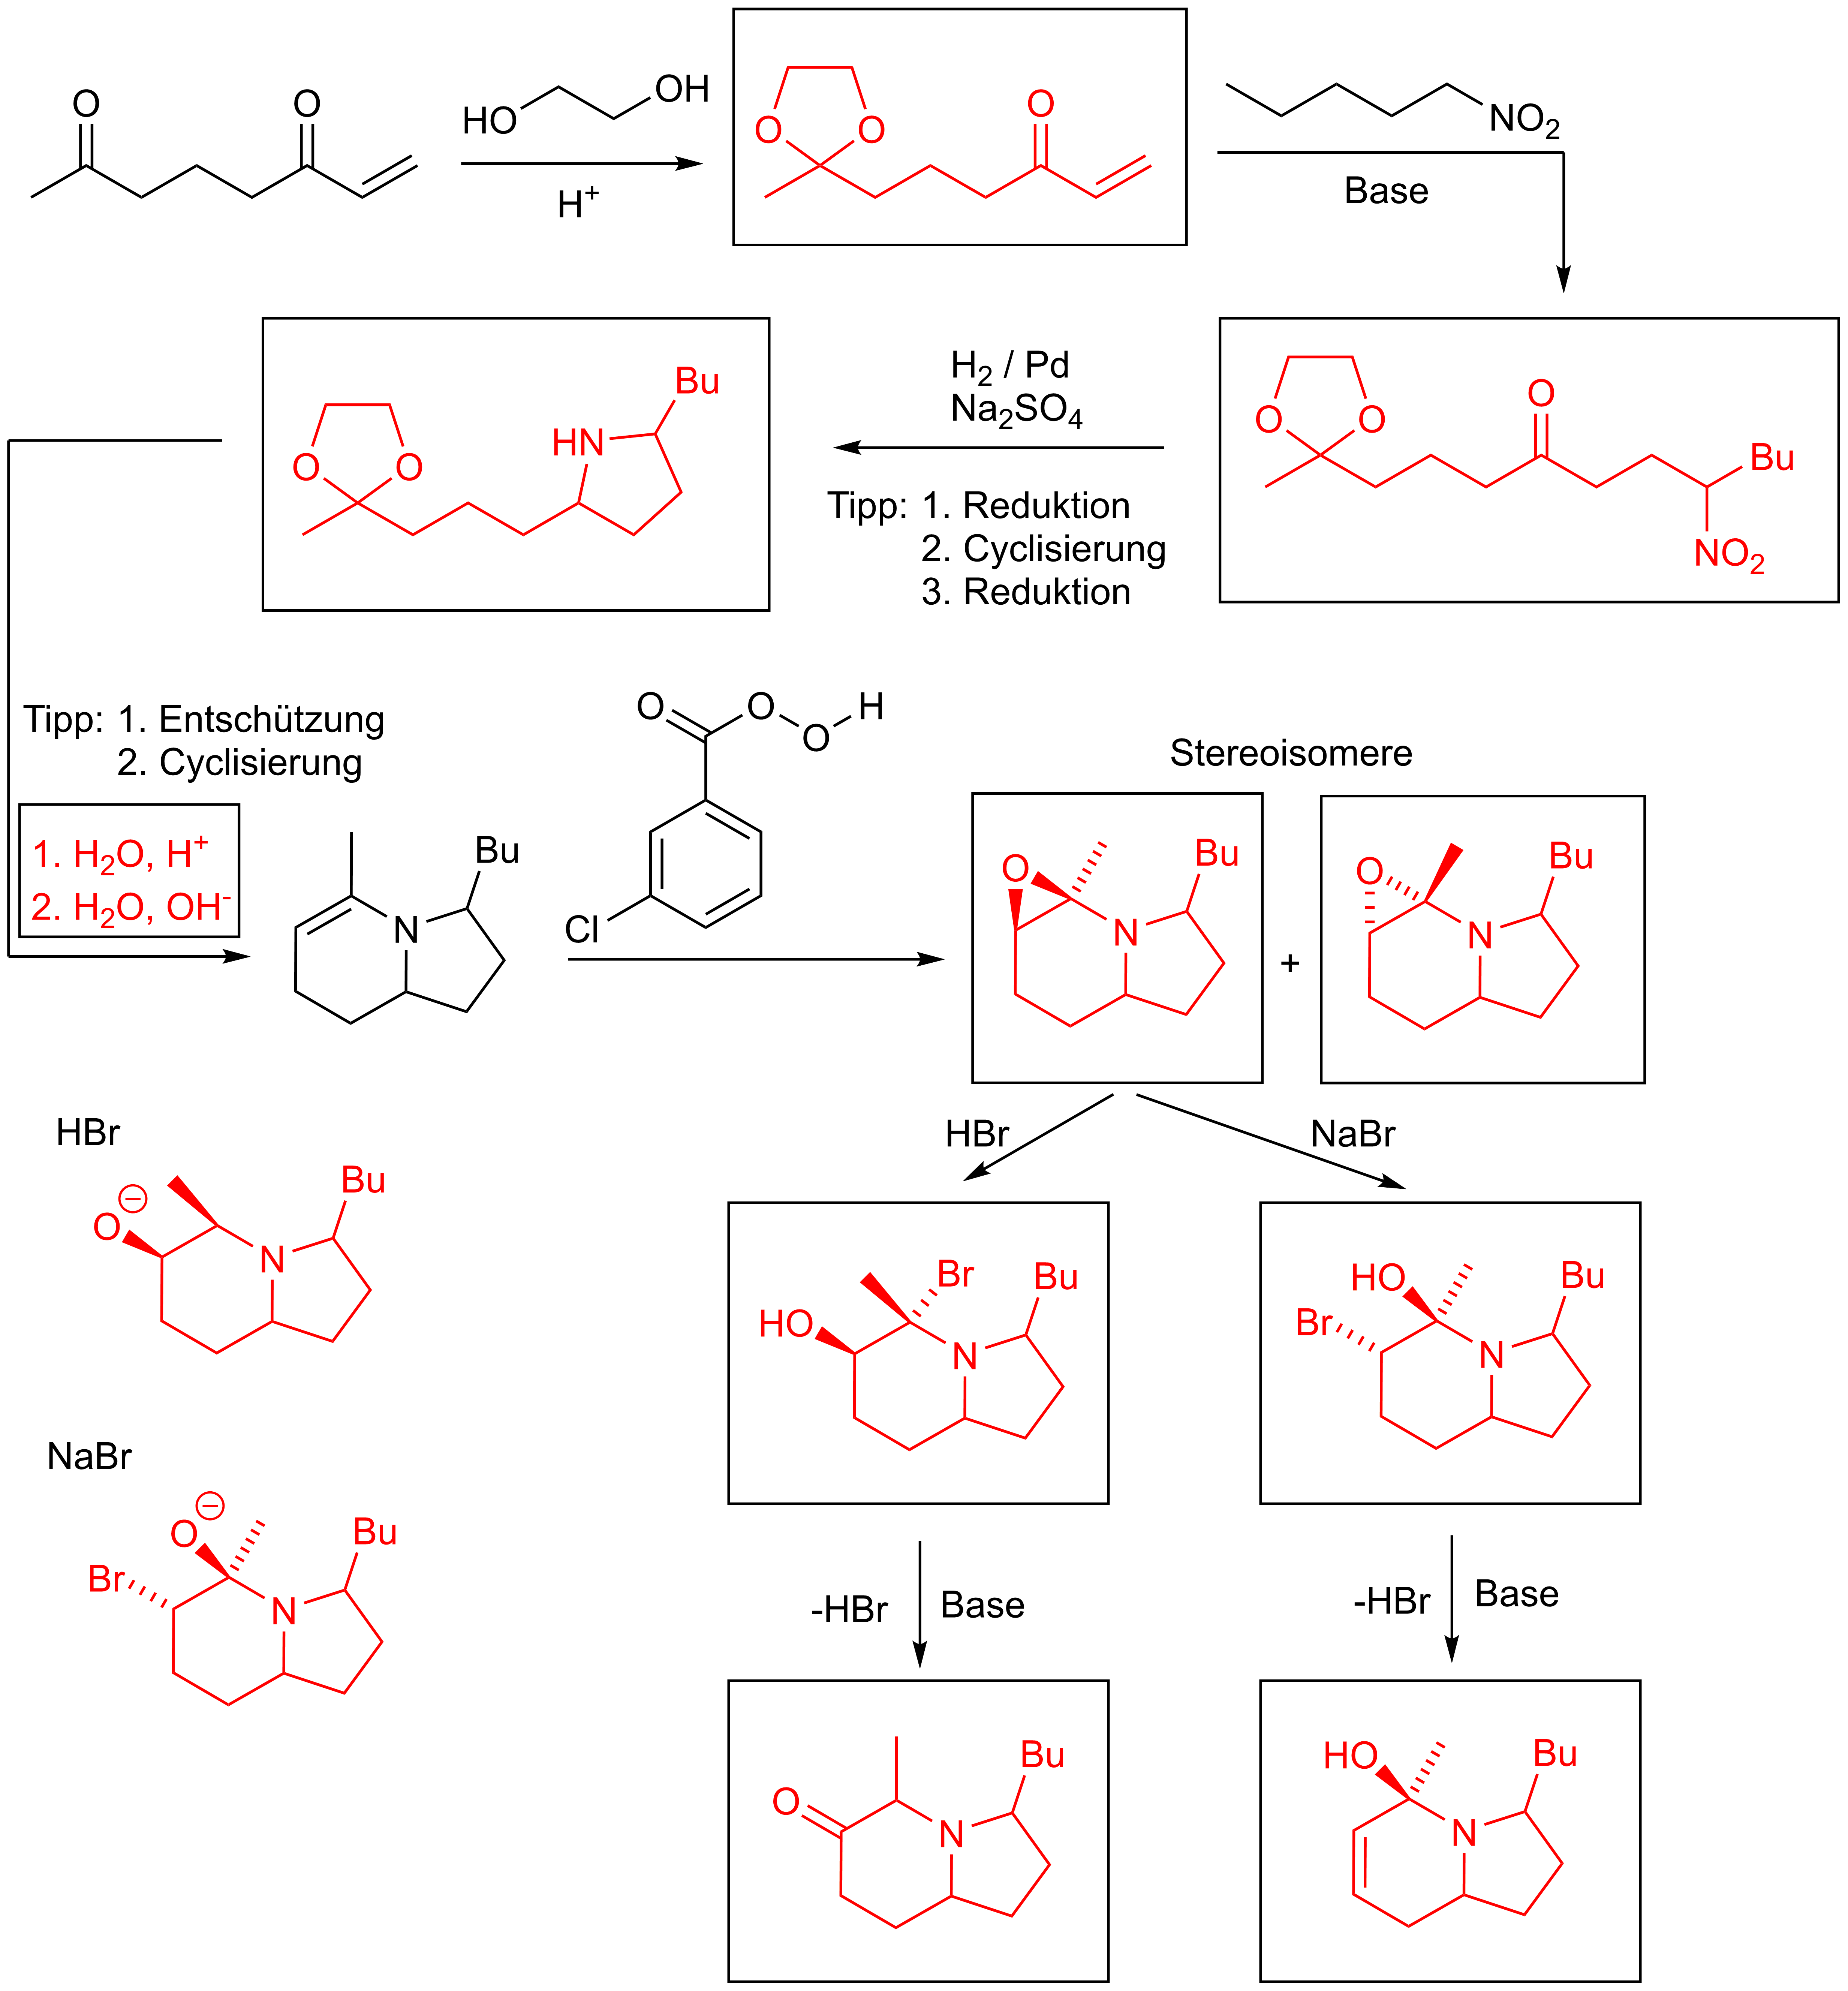 O
O
HO
OH
H+
O
O
O
NO2
Base
H2 / Pd
Na2SO4
Tipp: 1. Reduktion
2. Cyclisierung
3. Reduktion
O
O
O
Bu
NO2
Bu
HN
O
O
Tipp: 1. Entschützung
2. Cyclisierung
1. H2O, H+
2. H2O, OH-
Bu
N
O
O
O
H
Cl
Stereoisomere
O
Bu
N
+
O
Bu
N
HBr
NaBr
HBr
O
−
Bu
N
HO
Br
Bu
N
HO
Br
Bu
N
NaBr
O
−
Br
Bu
N
-HBr
Base
-HBr
Base
O
Bu
N
HO
Bu
N